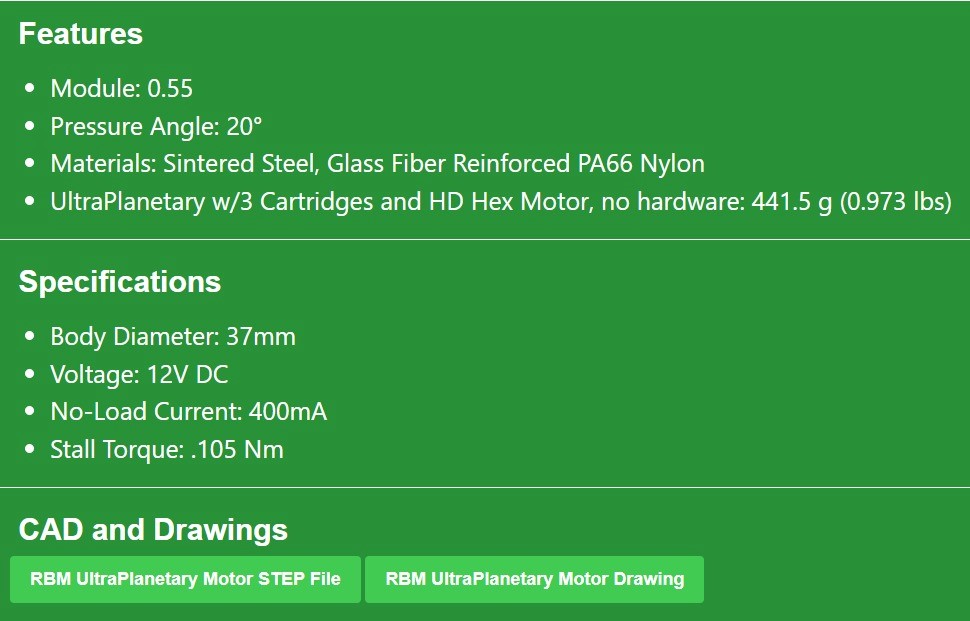 Features
• Module: 0.55
• Pressure Angle: 20°
• Materials: Sintered Steel, Glass Fiber Reinforced PA66 Nylon
• UltraPlanetary w/3 Cartridges and HD Hex Motor, no hardware: 441.5 g (0.973 lbs)
Specifications
• Body Diameter: 37mm
• Voltage: 12V DC
• No-Load Current: 400mA
• Stall Torque: .105 Nm
CAD and Drawings
RBM UltraPlanetary Motor STEP File
RBM UltraPlanetary Motor Drawing